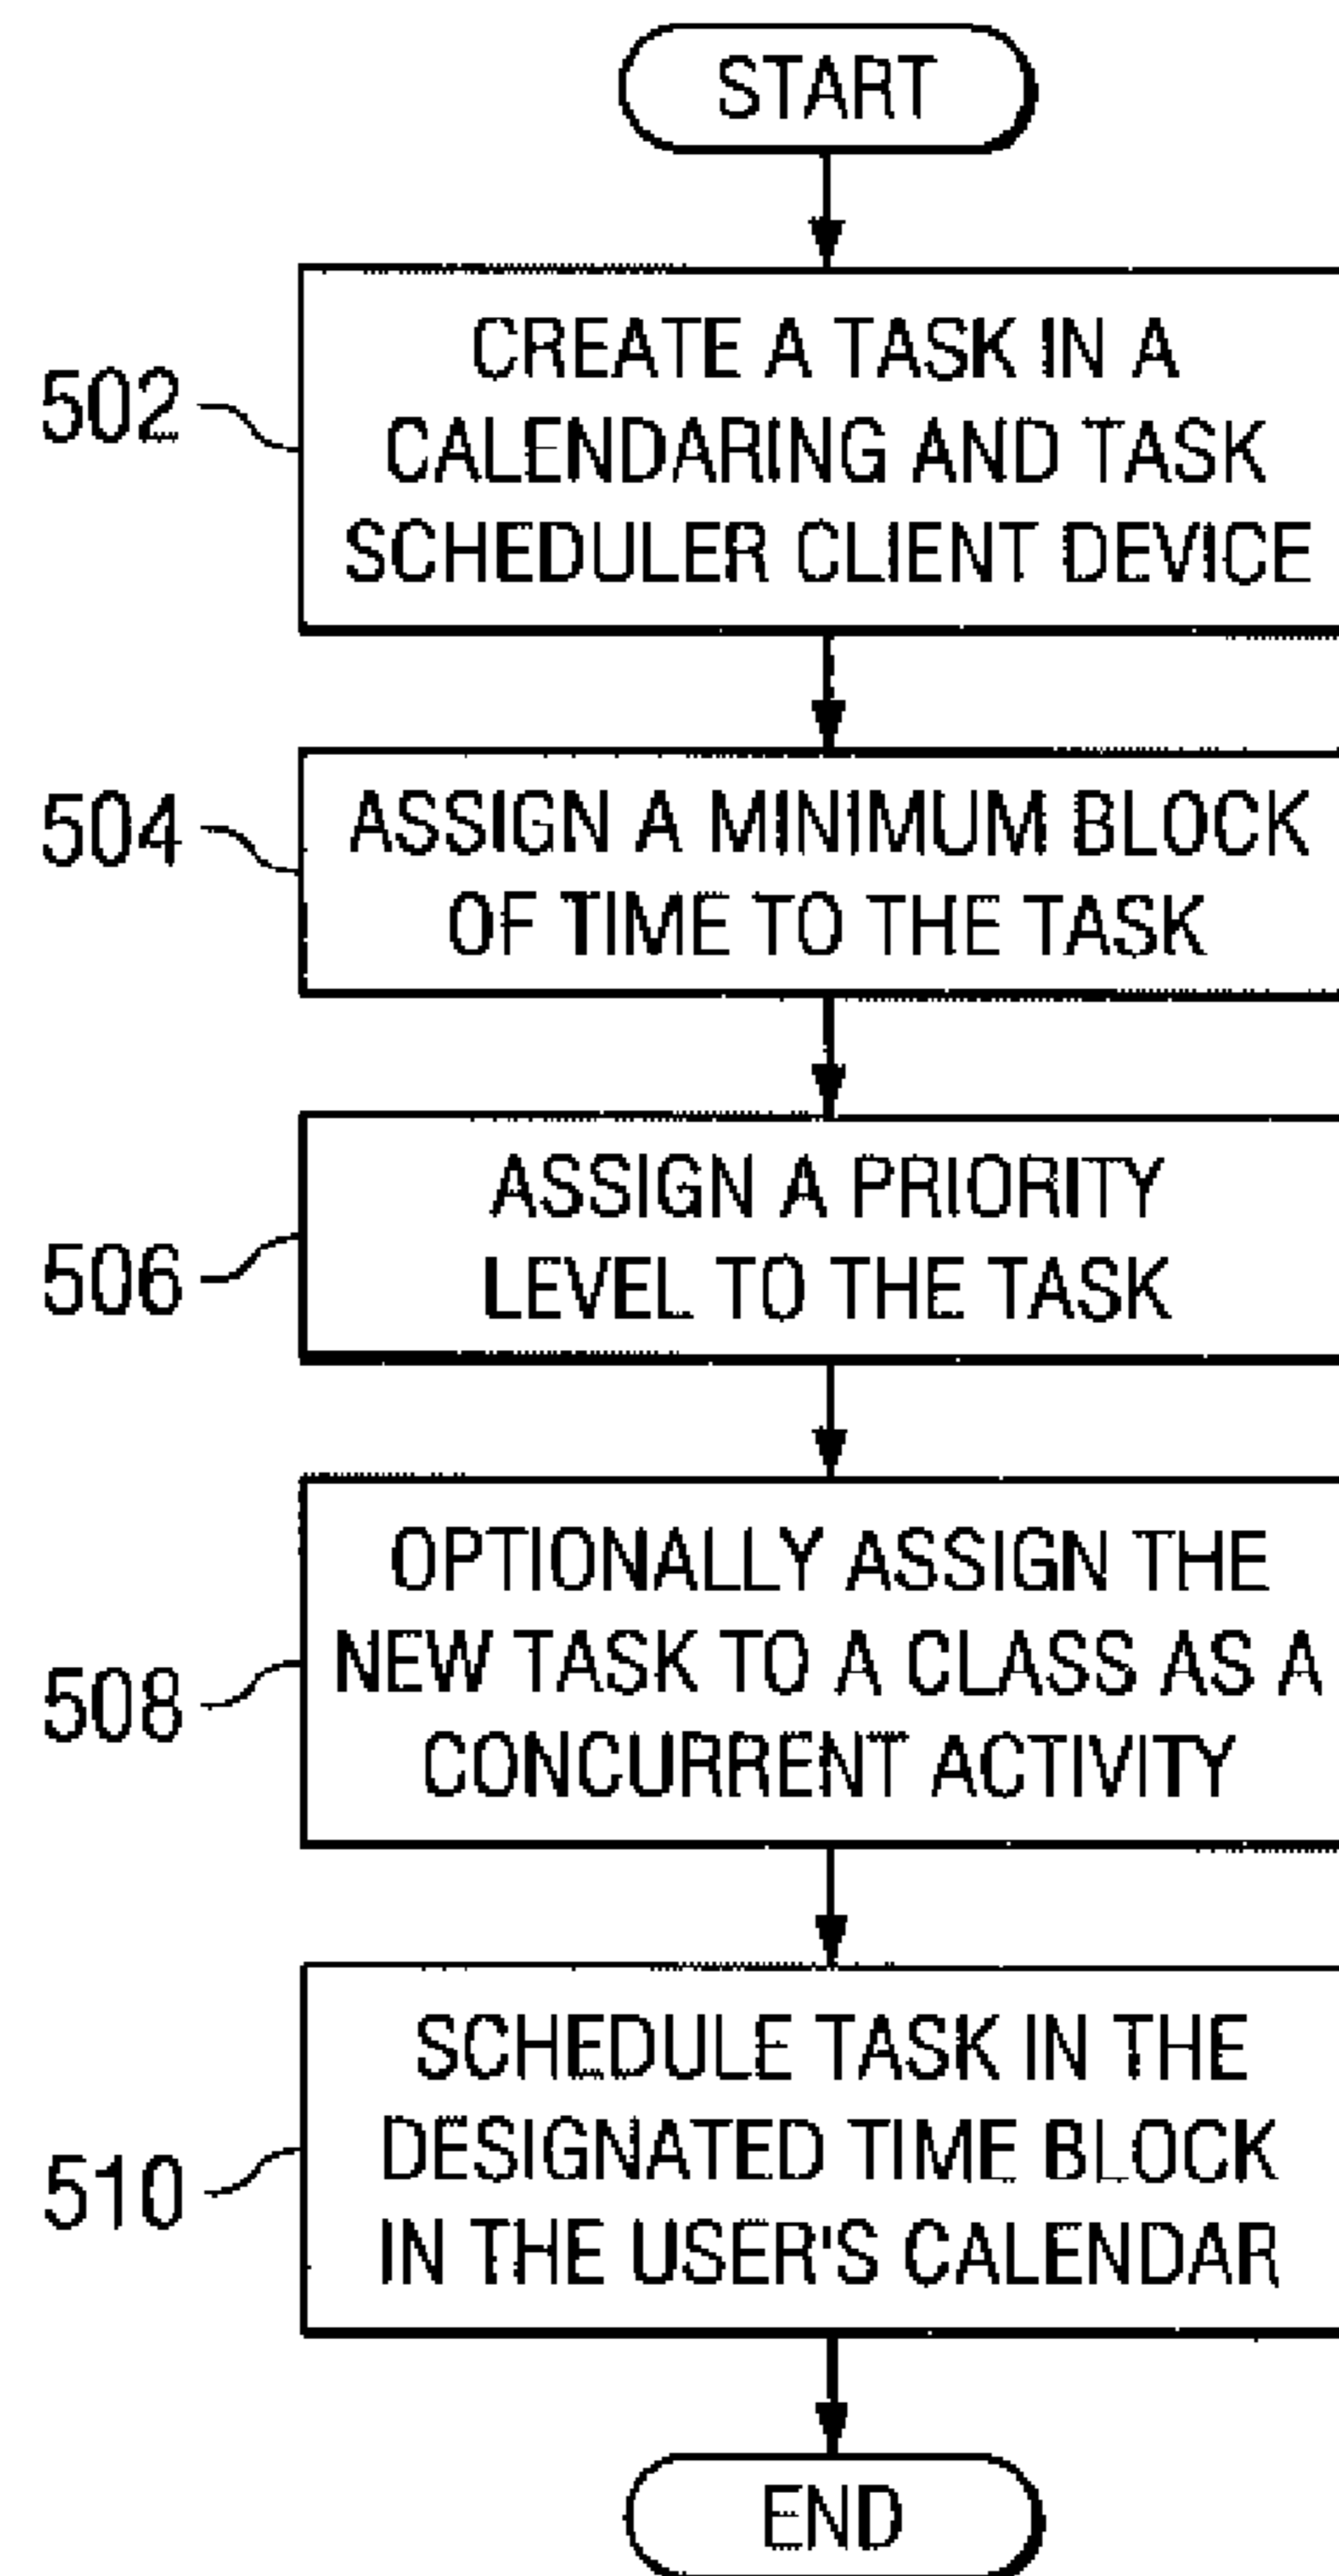 START
502
CREATE A TASK IN A
CALENDARING AND TASK
SCHEDULER CLIENT DEVICE
504
ASSIGN A MINIMUM BLOCK
OF TIME TO THE TASK
506
ASSIGN A PRIORITY
LEVEL TO THE TASK
508
OPTIONALLY ASSIGN THE
NEW TASK TO A CLASS AS A
CONCURRENT ACTIVITY
510
SCHEDULE TASK IN THE
DESIGNATED TIME BLOCK
IN THE USER'S CALENDAR
END